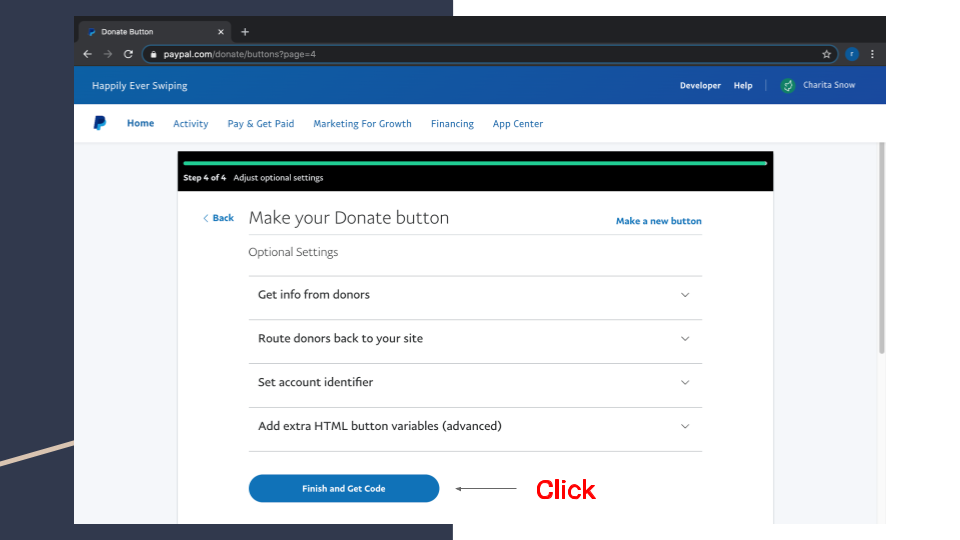 Donate Button
paypal.com/donate/buttons?page=4
Happily Ever Swiping
Developer Help Charita Snow
Home Activity Pay & Get Paid Marketing For Growth Financing App Center
Step 4 of 4 Adjust optional settings
Back Make your Donate button Make a new button
Optional Settings
Get info from donors
Route donors back to your site
Set account identifier
Add extra HTML button variables (advanced)
Finish and Get Code Click